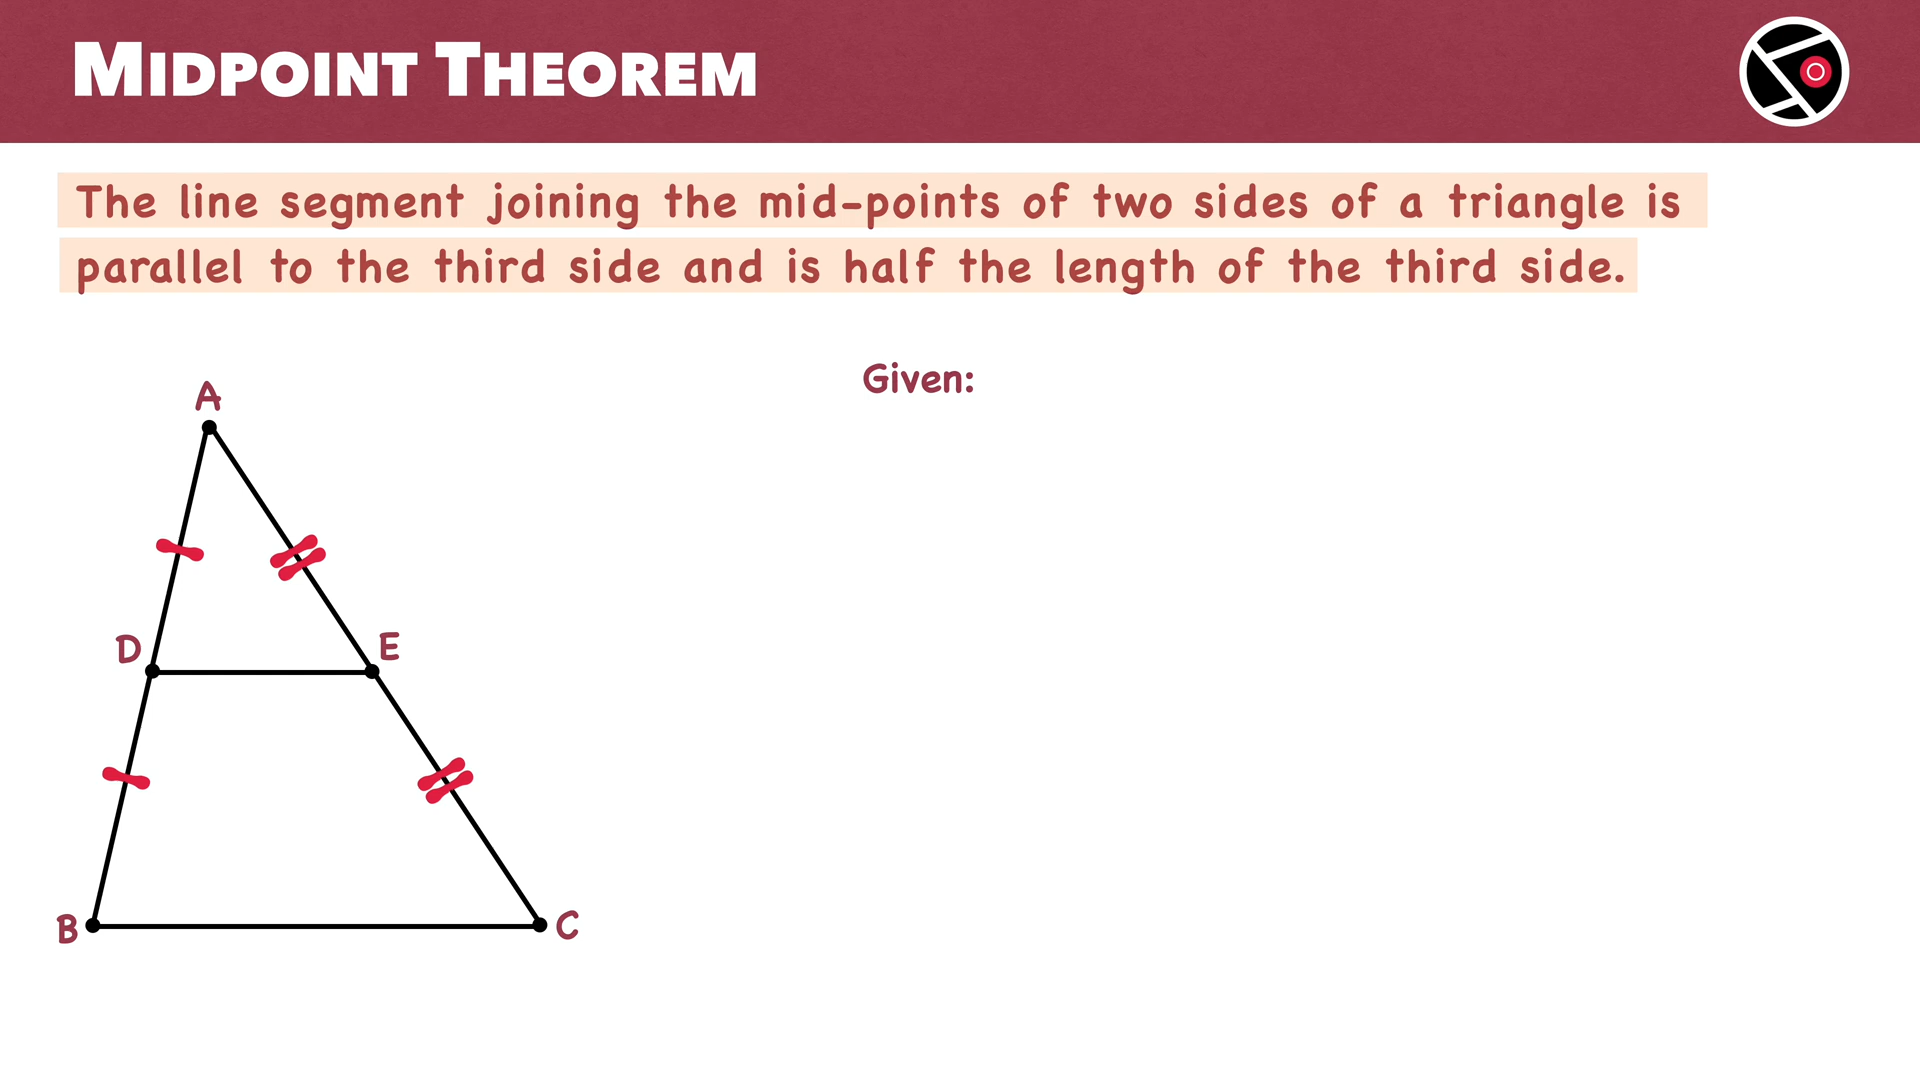 MIDPOINT THEOREM
The line segment joining the mid-points of two sides of a triangle is
parallel to the third side and is half the length of the third side.
Given:
A
D
E
B
C